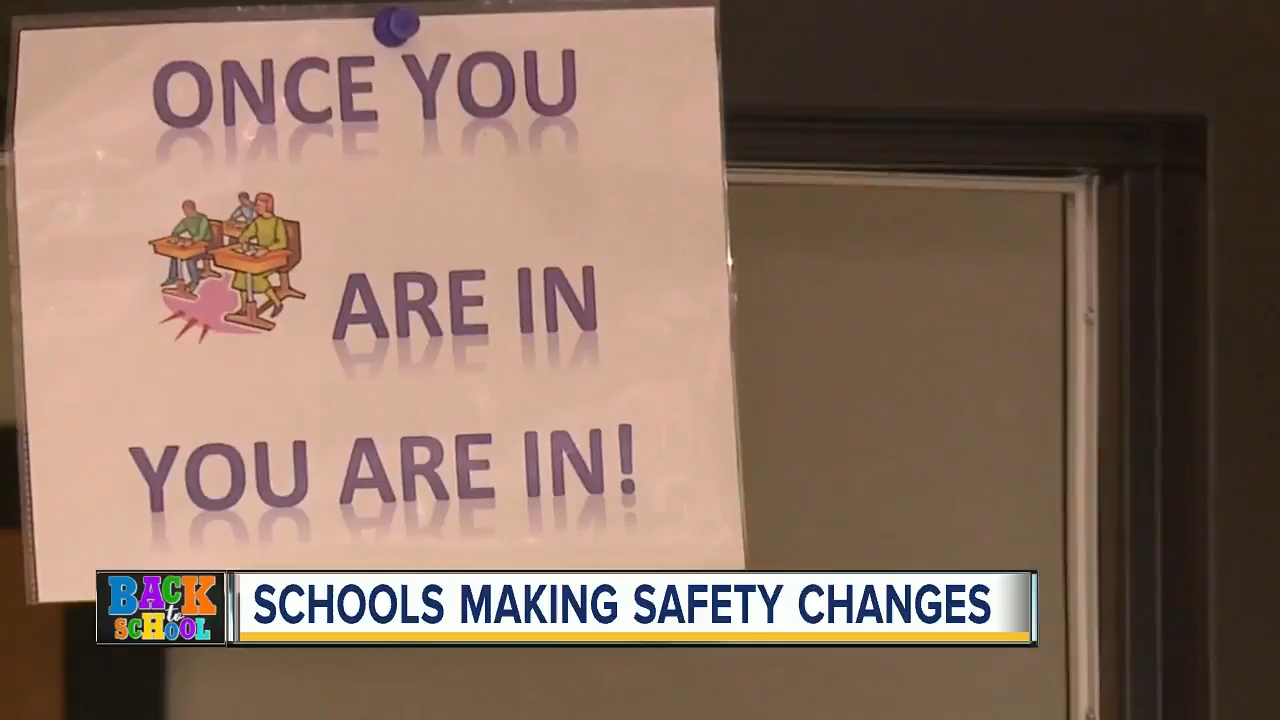 ONCE YOU
ARE IN
YOU ARE IN!
BACK
to
SCHOOL
SCHOOLS MAKING SAFETY CHANGES